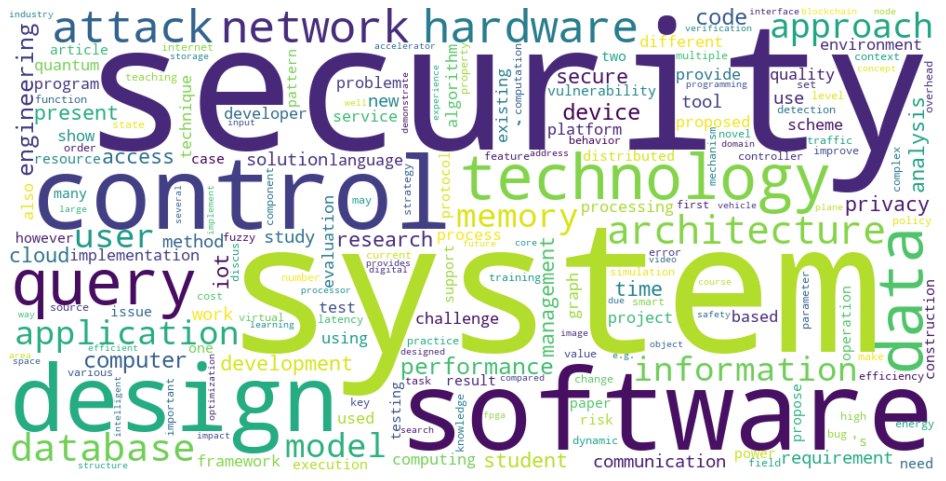 industry
attack
network
hardware
code
interface
blockchain
node
approach
verification
article
internet
accelerator
different
multiple
environment
engineering
quantum
storage
security
pattern
program
teaching
problem
algorithm
two
provide
context
concept
function
experience
demonstrate
computation
secure
property
programming
quality
overhead
present
technique
developer
new
existing
vulnerability
tool
set
level
use
state
well
service
device
proposed
detection
analysis
show
input
platform
scheme
novel
traffic
order
behavior
domain
improve
resource
access
case
solution
language
feature
address
distributed
mechanism
controller
complex
also
many
several
implement
component
may
strategy
protocol
control
technology
processing
first
vehicle
plane
privacy
large
memory
policy
user
method
fuzzy
study
research
process
architecture
however
cloud
implementation
discus
evaluation
current
future
core
error
video
iot
provides
digital
support
training
simulation
query
system
data
number
processor
management
graph
time
course
parameter
operation
construction
cost
due
smart
source
issue
test
project
based
way
work
virtual
latency
challenge
safety
application
learning
using
practice
image
object
area
efficient
one
optimization
designed
value
e.g.
make
space
computer
development
performance
information
efficiency
various
intelligent
important
task
result
compared
change
design
software
key
used
paper
propose
high
energy
impact
testing
search
knowledge
fpga
risk
bug
's
database
model
dynamic
power
requirement
framework
execution
computing
student
communication
field
need
structure